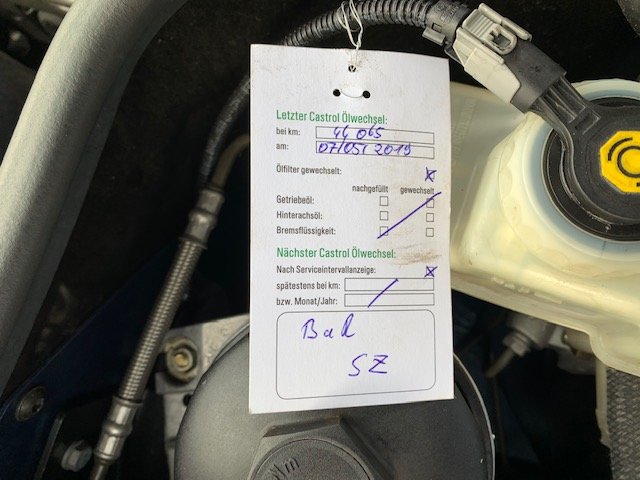 Letzter Castrol Ölwechsel:
bei km: 44 065
am: 07/05/2019
Ölfilter gewechselt: x
nachgefüllt gewechselt
Getriebeöl:
Hinterachsöl:
Bremsflüssigkeit:
Nächster Castrol Ölwechsel:
Nach Serviceintervallanzeige: x
spätestens bei km:
bzw. Monat/Jahr:
SZ